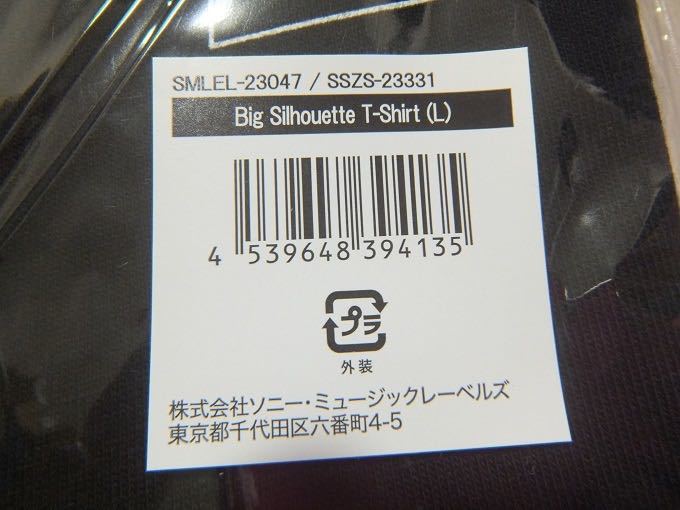 SMLEL-23047 / SSZS-23331
Big Silhouette T-Shirt (L)
4 539648 394135
プラ
外装
株式会社ソニー・ミュージックレーベルズ
東京都千代田区六番町4-5